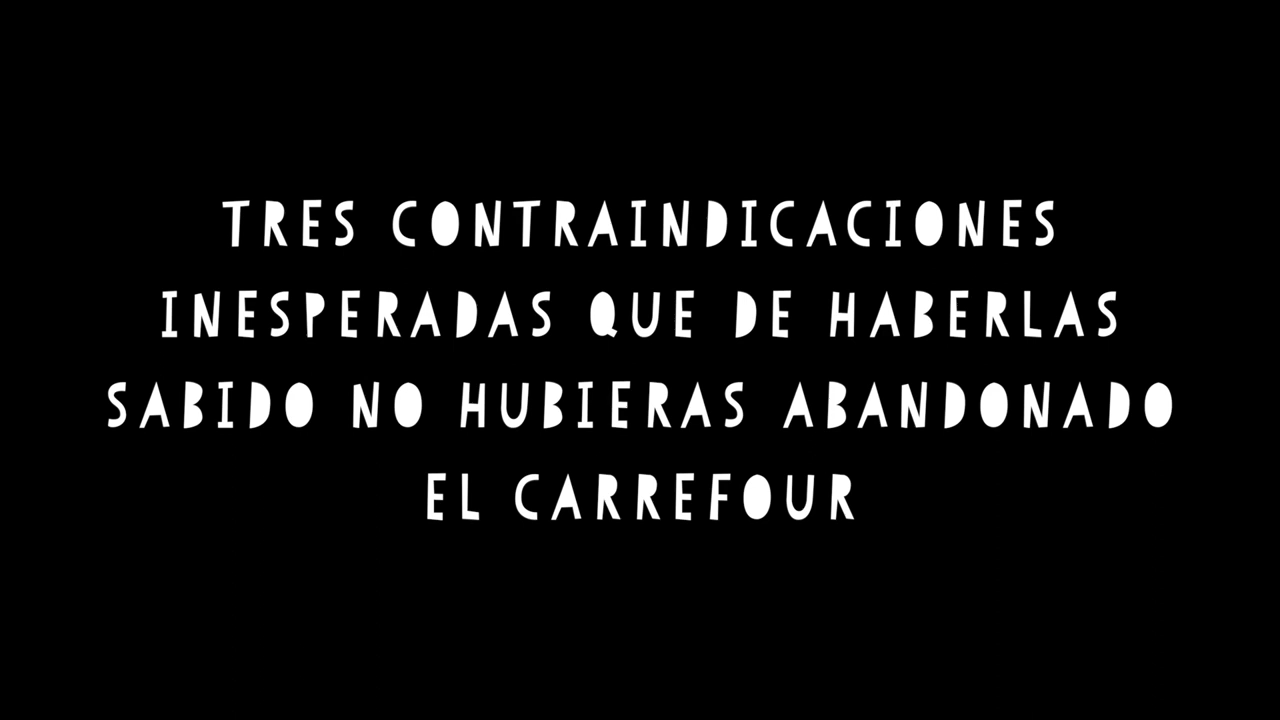 TRES CONTRAINDICACIONES
INESPERADAS QUE DE HABERLAS
SABIDO NO HUBIERAS ABANDONADO
EL CARREFOUR